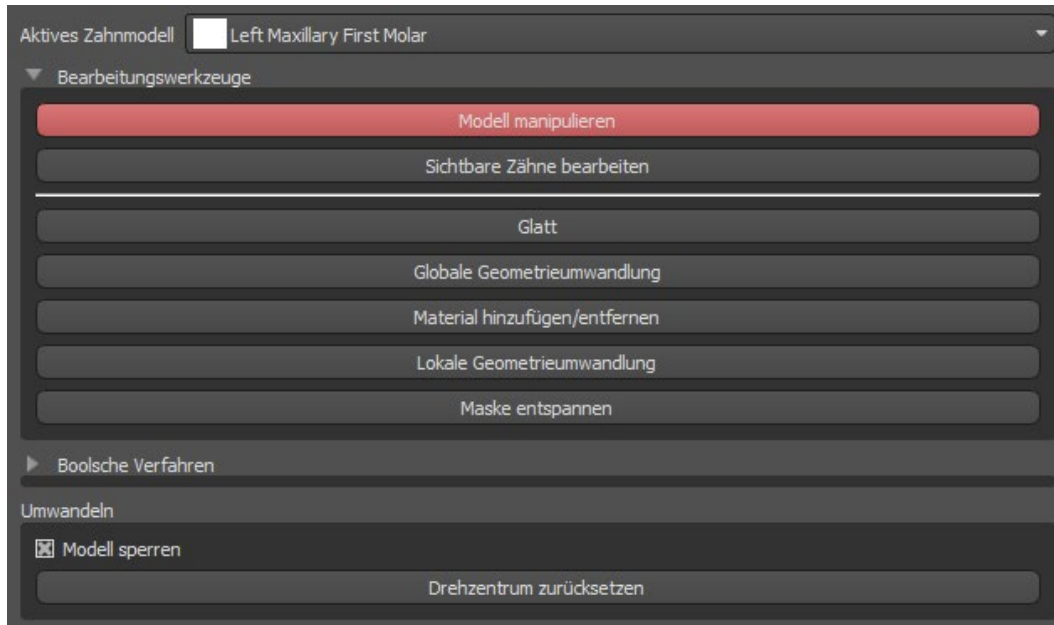 Aktives Zahnmodell Left Maxillary First Molar
Bearbeitungswerkzeuge
Modell manipulieren
Sichtbare Zähne bearbeiten
Glatt
Globale Geometrieumwandlung
Material hinzufügen/entfernen
Lokale Geometrieumwandlung
Maske entspannen
Boolsche Verfahren
Umwandeln
Modell sperren
Drehzentrum zurücksetzen